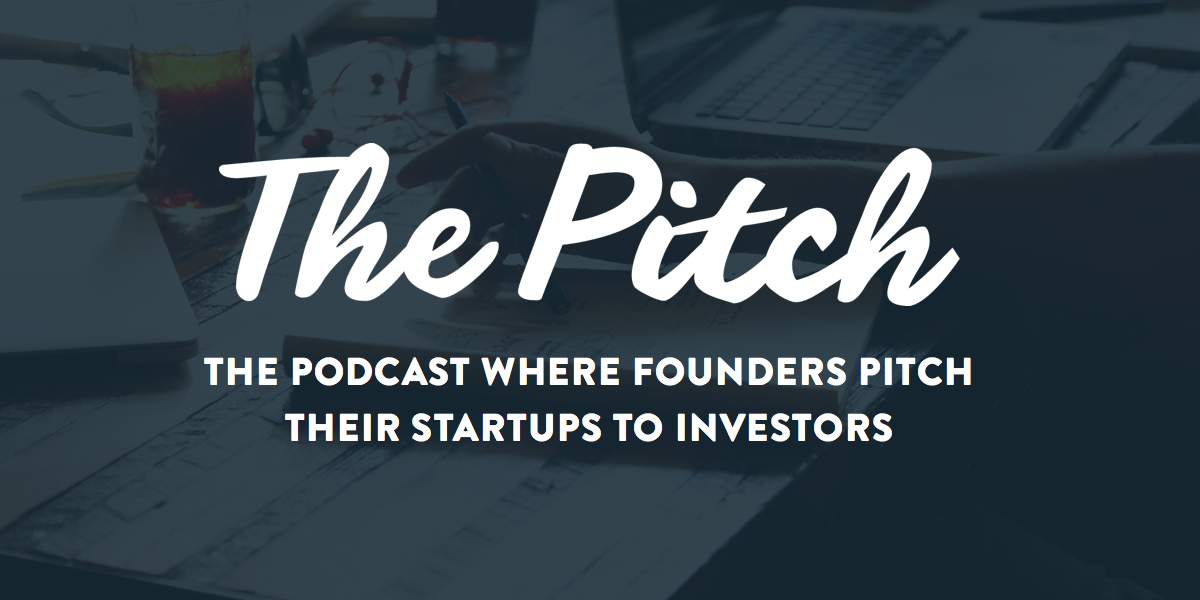 The Pitch
THE PODCAST WHERE FOUNDERS PITCH
THEIR STARTUPS TO INVESTORS